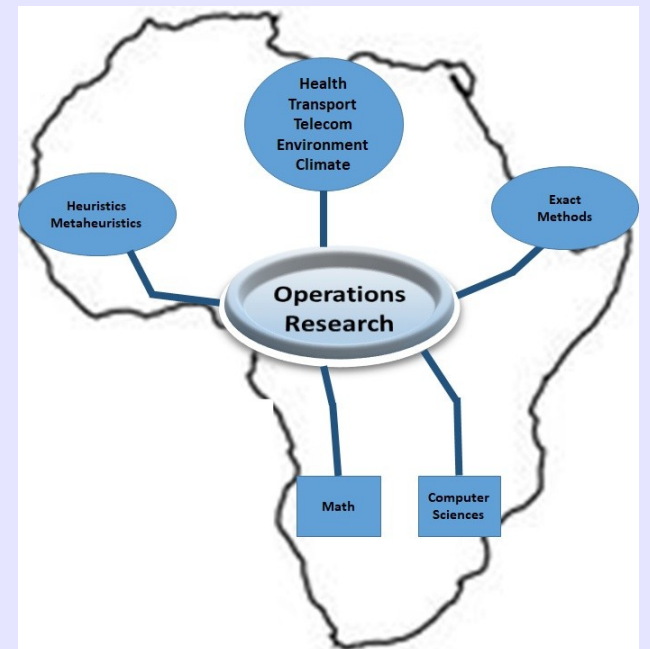 Health
Transport
Telecom
Environment
Climate
Heuristics
Metaheuristics
Exact
Methods
Operations
Research
Math
Computer
Sciences